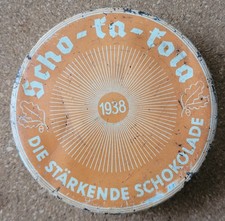 Scho-ka-kola
1938
DIE STÄRKENDE SCHOKOLADE